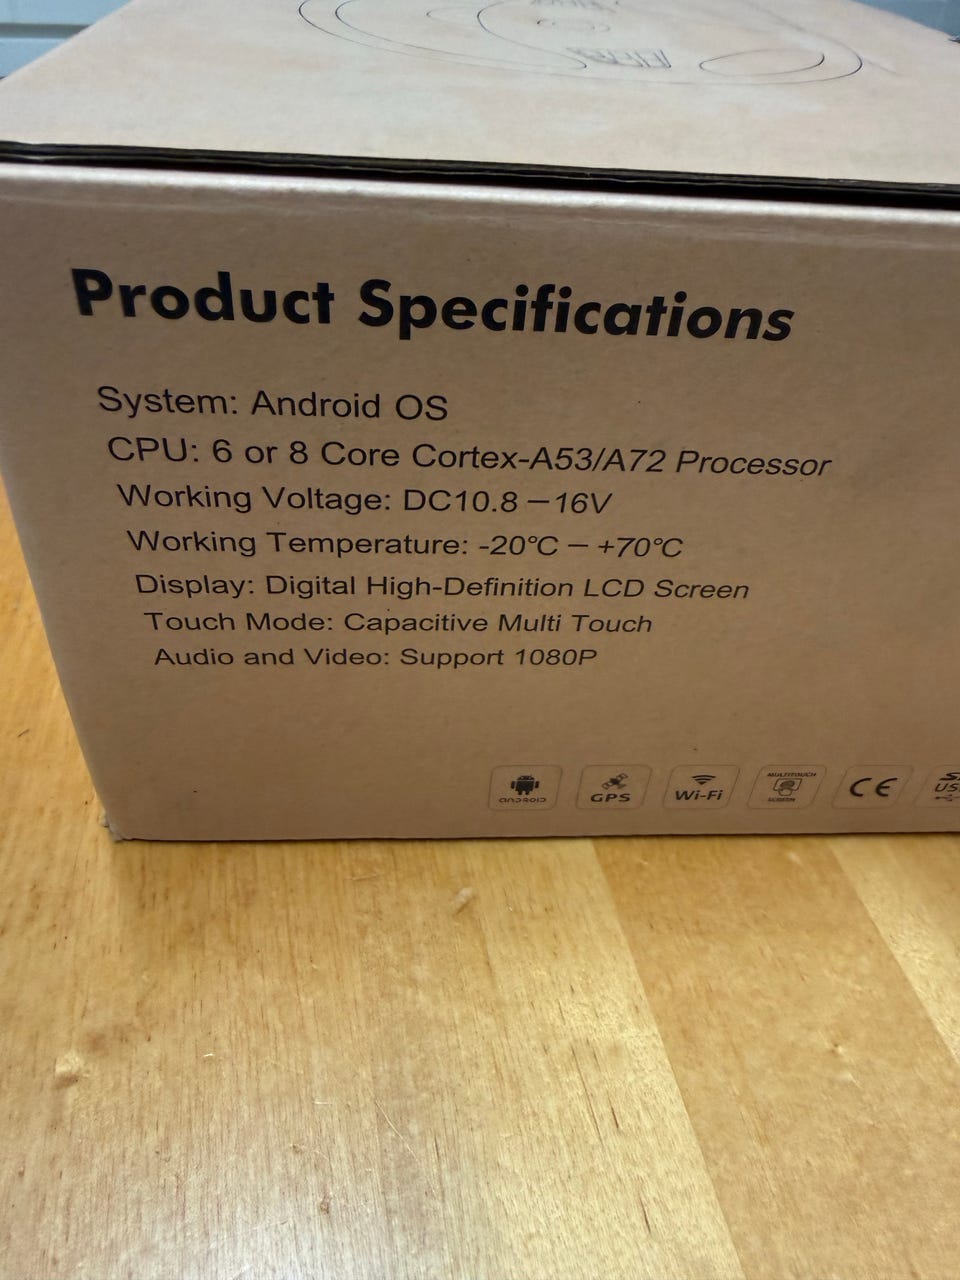 Product Specifications
System: Android OS
CPU: 6 or 8 Core Cortex-A53/A72 Processor
Working Voltage: DC10.8－16V
Working Temperature: -20℃－+70℃
Display: Digital High-Definition LCD Screen
Touch Mode: Capacitive Multi Touch
Audio and Video: Support 1080P
ANDROID
GPS
Wi-Fi
MULTITOUCH
SCREEN
CE